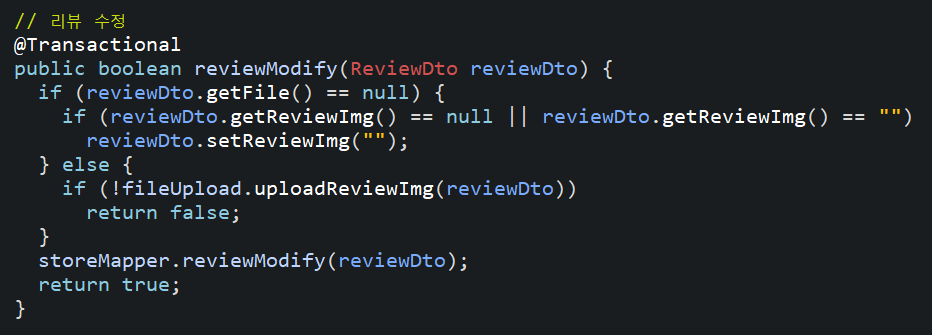 // 리뷰 수정
@Transactional
public boolean reviewModify(ReviewDto reviewDto) {
  if (reviewDto.getFile() == null) {
    if (reviewDto.getReviewImg() == null || reviewDto.getReviewImg() == "")
      reviewDto.setReviewImg("");
  } else {
    if (!fileUpload.uploadReviewImg(reviewDto))
      return false;
  }
  storeMapper.reviewModify(reviewDto);
  return true;
}